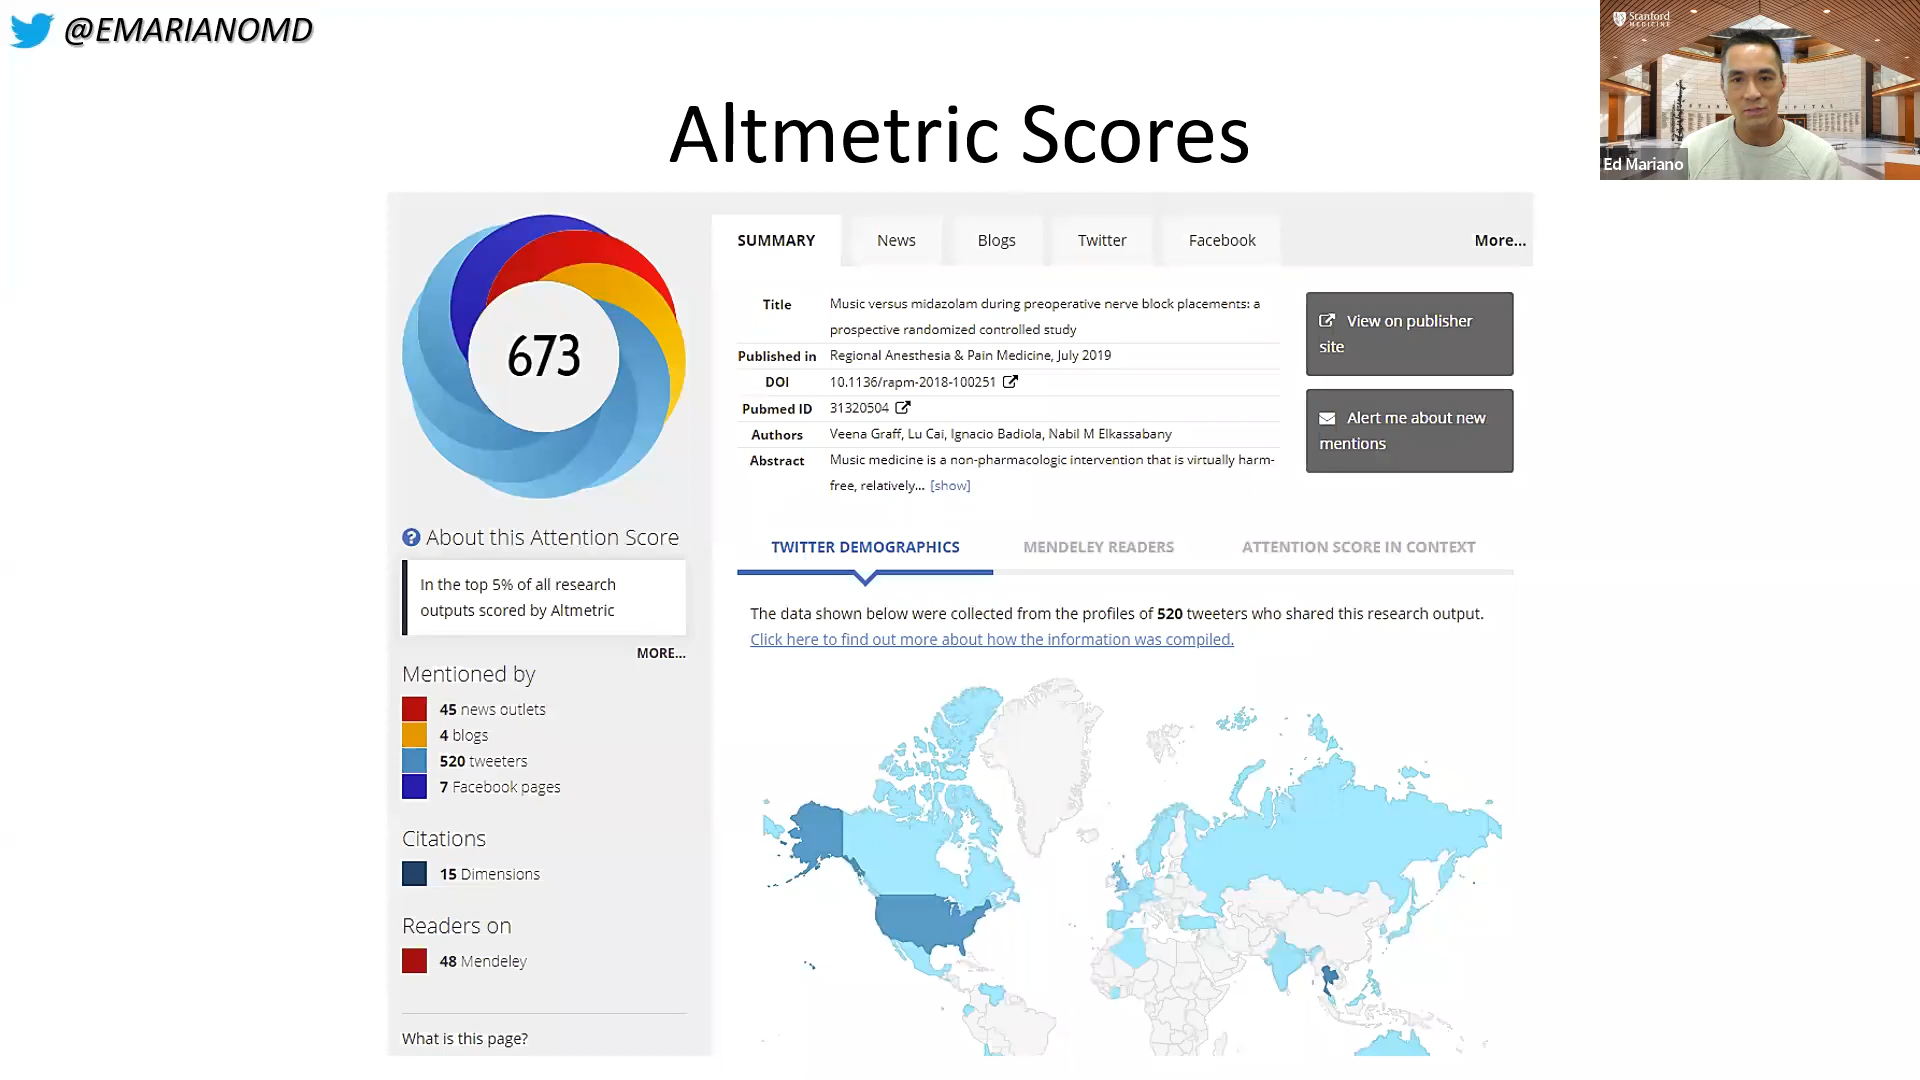 @EMARIANOMD
Stanford
MEDICINE
Ed Mariano
Altmetric Scores
673
SUMMARY
News
Blogs
Twitter
Facebook
More...
Title
Music versus midazolam during preoperative nerve block placements: a
prospective randomized controlled study
Published in
Regional Anesthesia & Pain Medicine, July 2019
DOI
10.1136/rapm-2018-100251
Pubmed ID
31320504
Authors
Veena Graff, Lu Cai, Ignacio Badiola, Nabil M Elkassabany
Abstract
Music medicine is a non-pharmacologic intervention that is virtually harm-
free, relatively... [show]
View on publisher
site
Alert me about new
mentions
? About this Attention Score
In the top 5% of all research
outputs scored by Altmetric
MORE...
Mentioned by
45 news outlets
4 blogs
520 tweeters
7 Facebook pages
Citations
15 Dimensions
Readers on
48 Mendeley
What is this page?
TWITTER DEMOGRAPHICS
MENDELEY READERS
ATTENTION SCORE IN CONTEXT
The data shown below were collected from the profiles of 520 tweeters who shared this research output.
Click here to find out more about how the information was compiled.